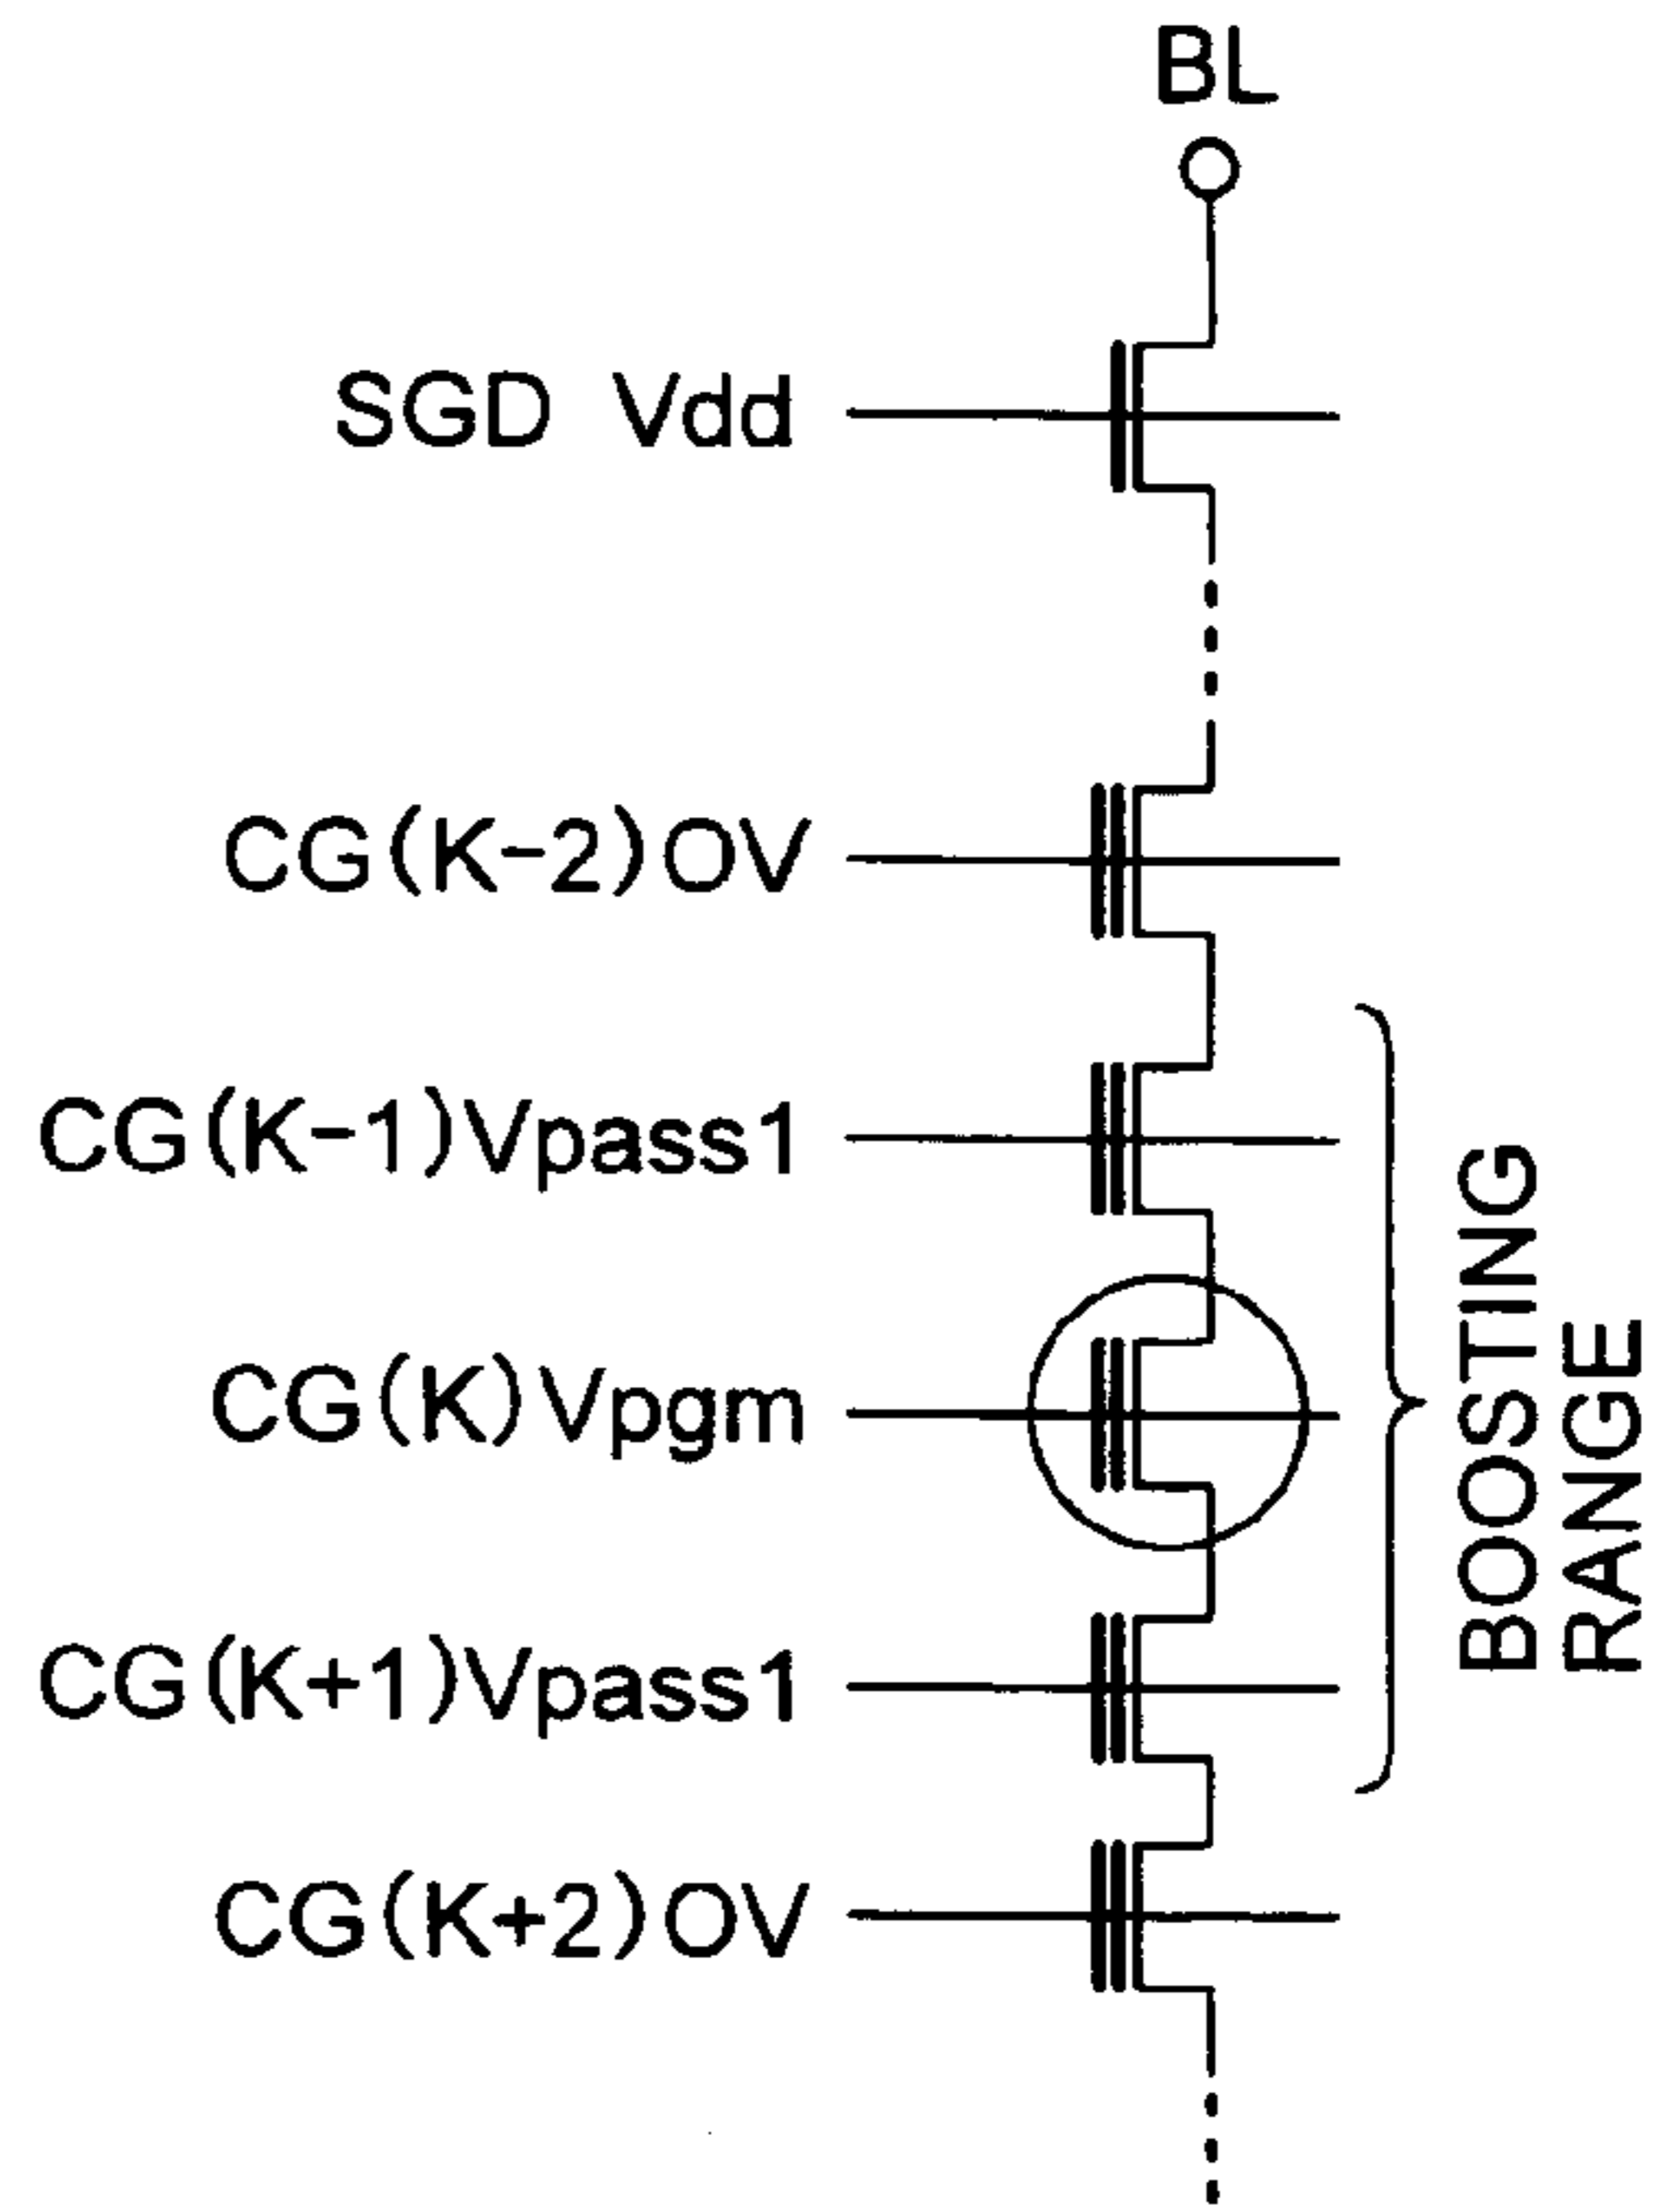 BL
SGD Vdd
CG(K-2)OV
CG(K-1)Vpass1
CG(K)Vpgm
CG(K+1)Vpass1
CG(K+2)OV
BOOSTING
RANGE